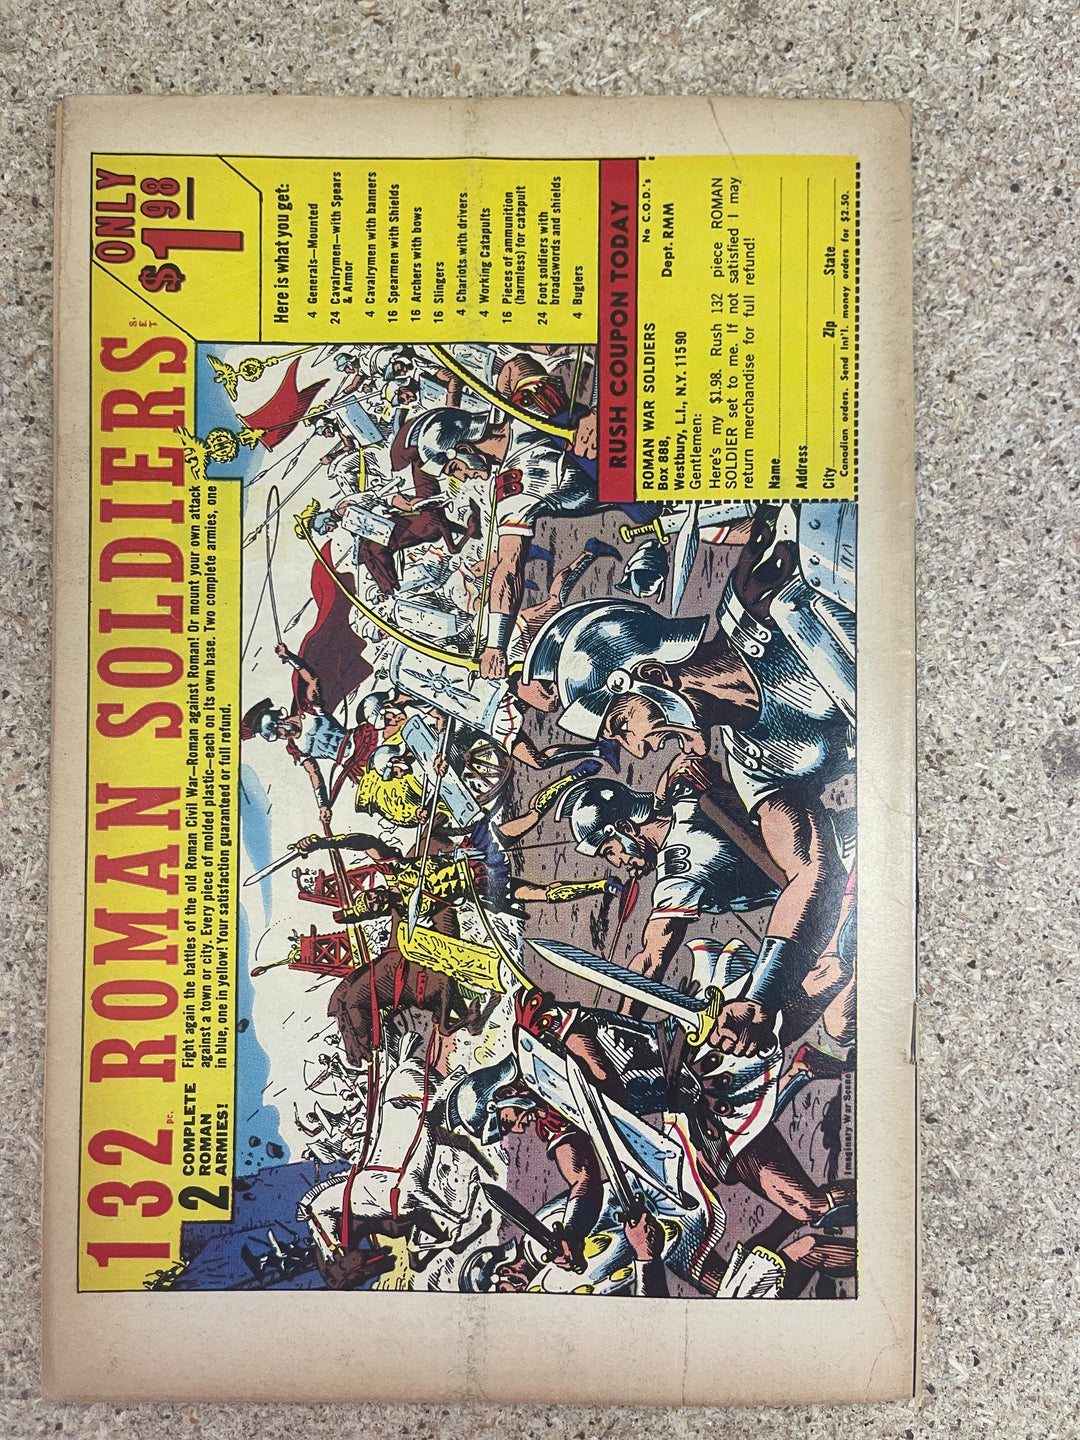 132 pc. ROMAN SOLDIERS SET
ONLY
$1.98
2 COMPLETE
ROMAN
ARMIES!
Fight again the battles of the old Roman Civil War—Roman against Roman! Or mount your own attack
against a town or city. Every piece of molded plastic—each on its own base. Two complete armies, one
in blue, one in yellow! Your satisfaction guaranteed or full refund.
Here is what you get:
4 Generals—Mounted
24 Cavalrymen—with Spears
& Armor
4 Cavalrymen with banners
16 Spearmen with Shields
16 Archers with bows
16 Slingers
4 Chariots with drivers
4 Working Catapults
16 Pieces of ammunition
(harmless) for catapult
24 Foot soldiers with
broadswords and shields
4 Buglers
RUSH COUPON TODAY
ROMAN WAR SOLDIERS No C.O.D.'s
Box 888, Dept. RMM
Westbury, L.I., N.Y. 11590
Gentlemen:
Here's my $1.98. Rush 132 piece ROMAN
SOLDIER set to me. If not satisfied I may
return merchandise for full refund!
Name
Address
City Zip State
Canadian orders. Send Int'l. money orders for $2.50.
Imaginary War Scene